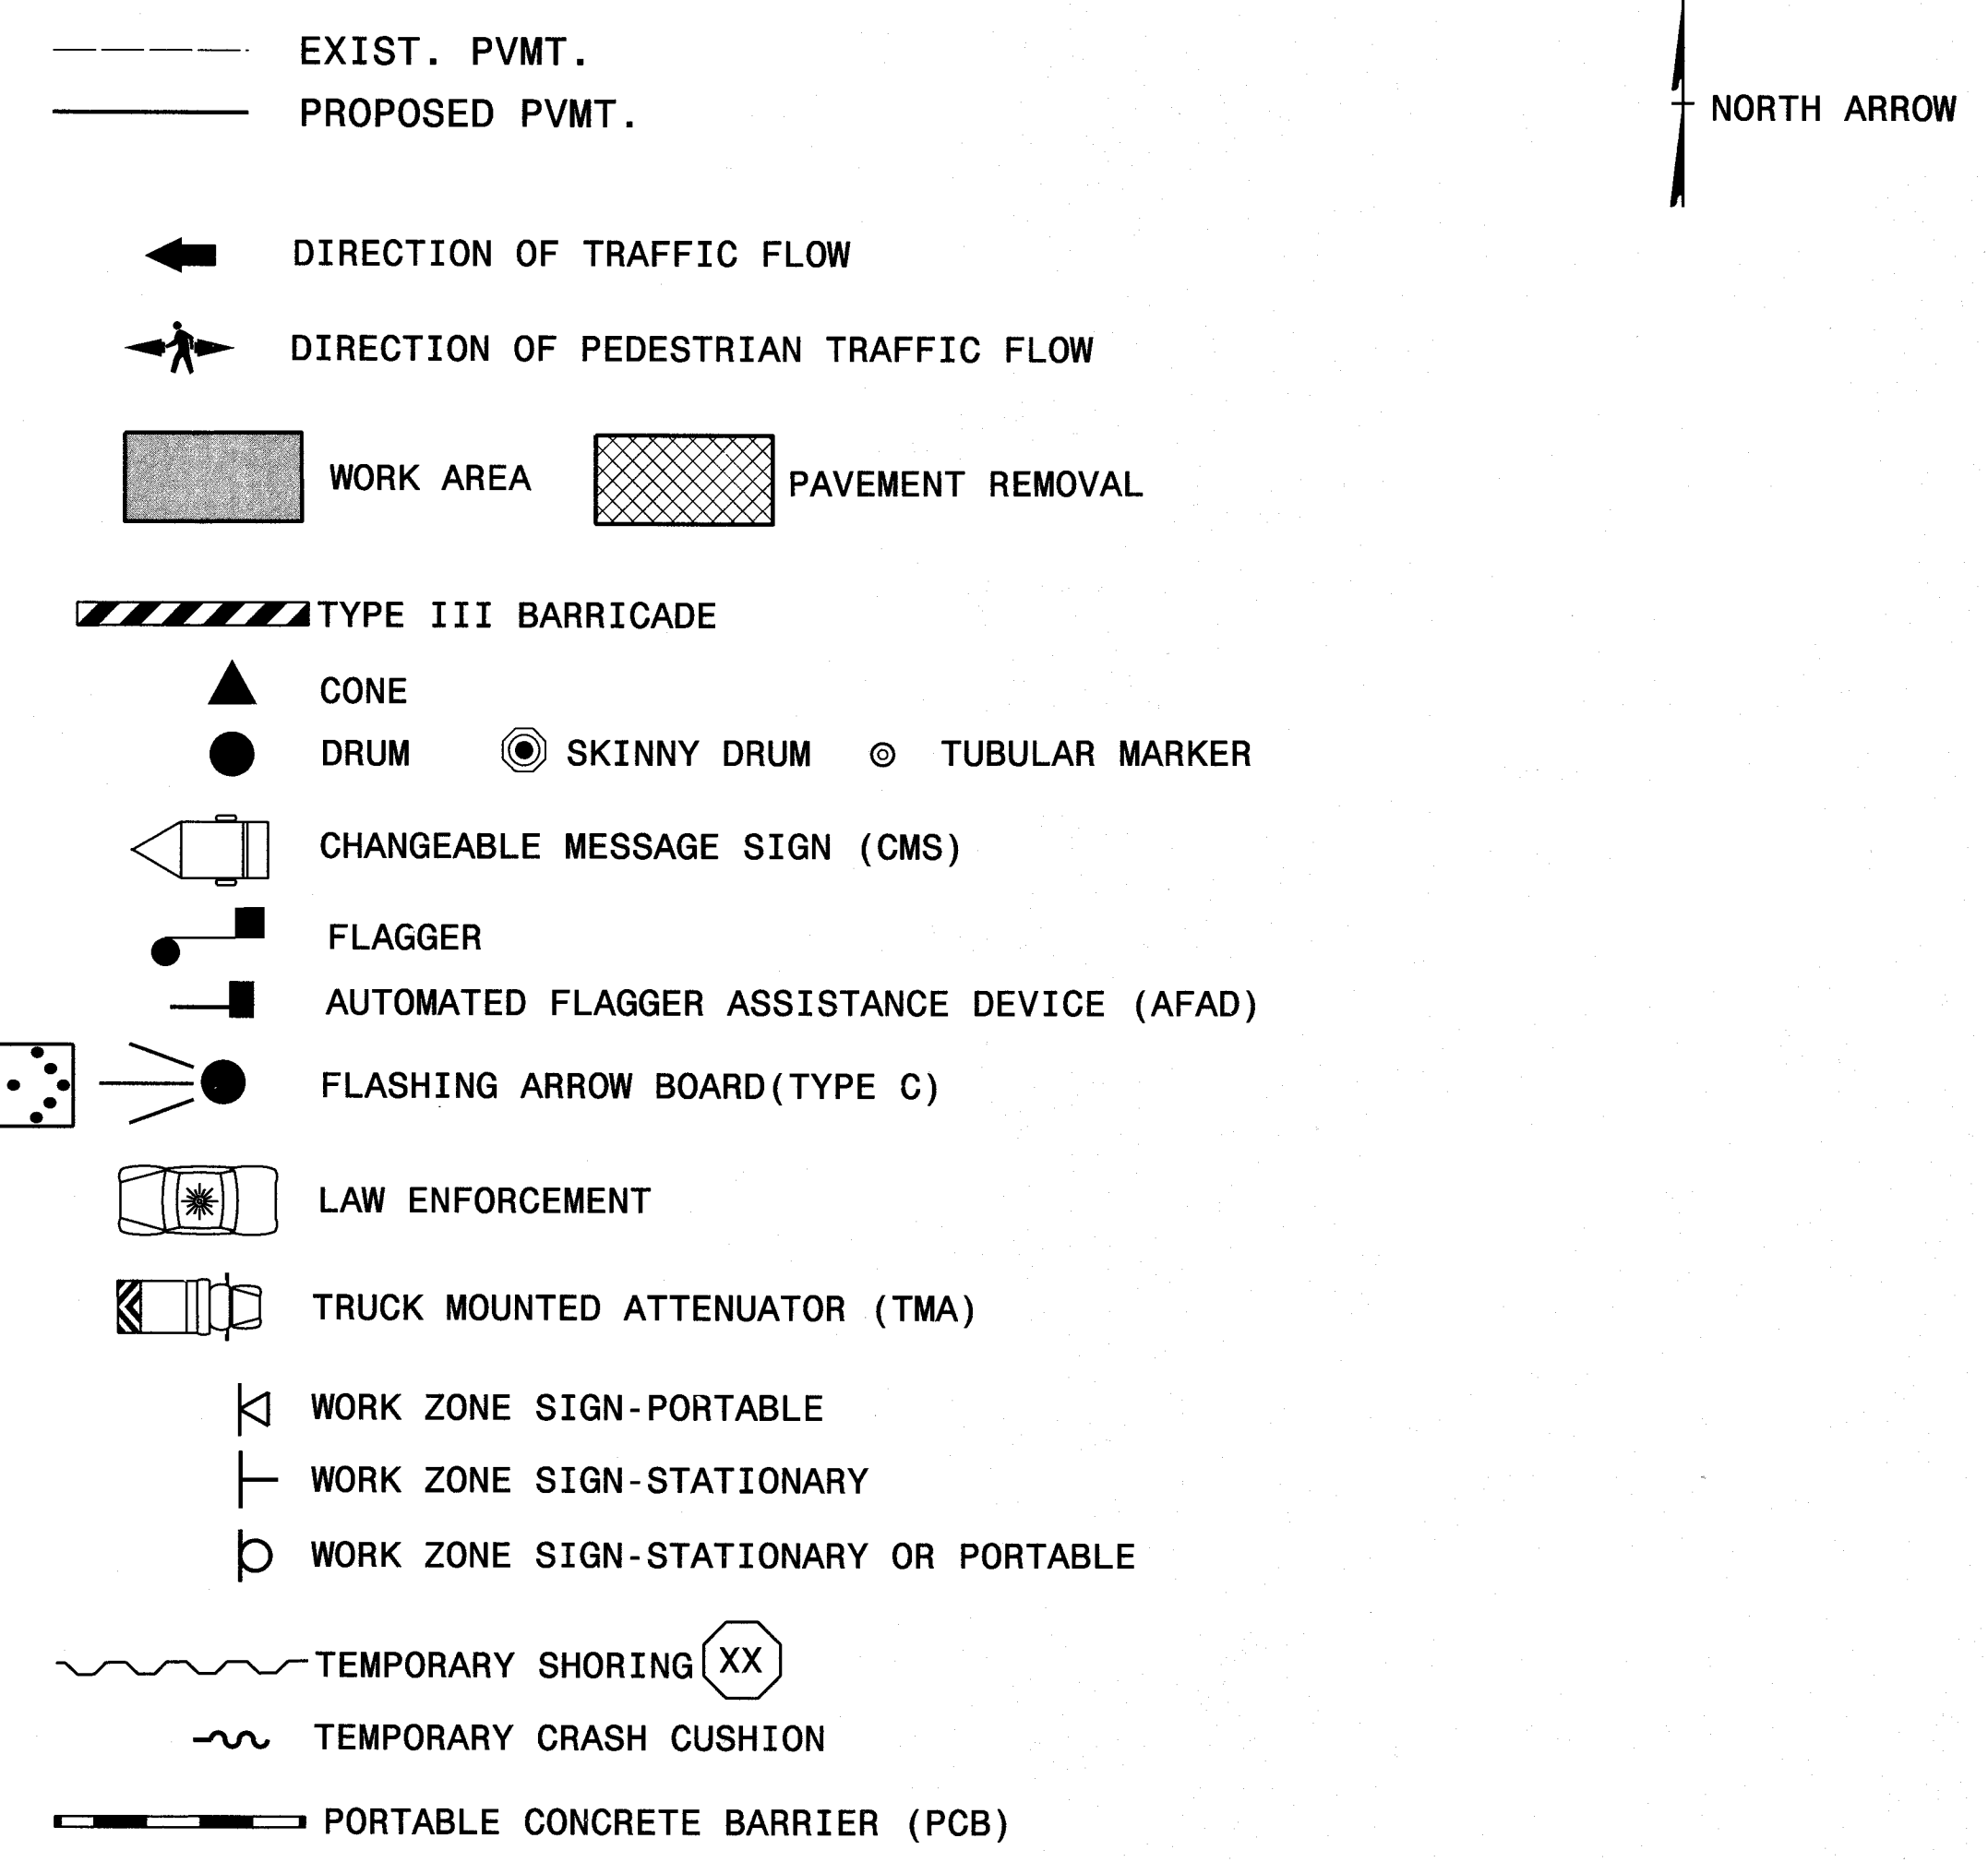 EXIST. PVMT.
PROPOSED PVMT.
NORTH ARROW
DIRECTION OF TRAFFIC FLOW
DIRECTION OF PEDESTRIAN TRAFFIC FLOW
WORK AREA
PAVEMENT REMOVAL
TYPE III BARRICADE
CONE
DRUM
SKINNY DRUM
TUBULAR MARKER
CHANGEABLE MESSAGE SIGN (CMS)
FLAGGER
AUTOMATED FLAGGER ASSISTANCE DEVICE (AFAD)
FLASHING ARROW BOARD(TYPE C)
LAW ENFORCEMENT
TRUCK MOUNTED ATTENUATOR (TMA)
WORK ZONE SIGN-PORTABLE
WORK ZONE SIGN-STATIONARY
WORK ZONE SIGN-STATIONARY OR PORTABLE
TEMPORARY SHORING XX
TEMPORARY CRASH CUSHION
PORTABLE CONCRETE BARRIER (PCB)